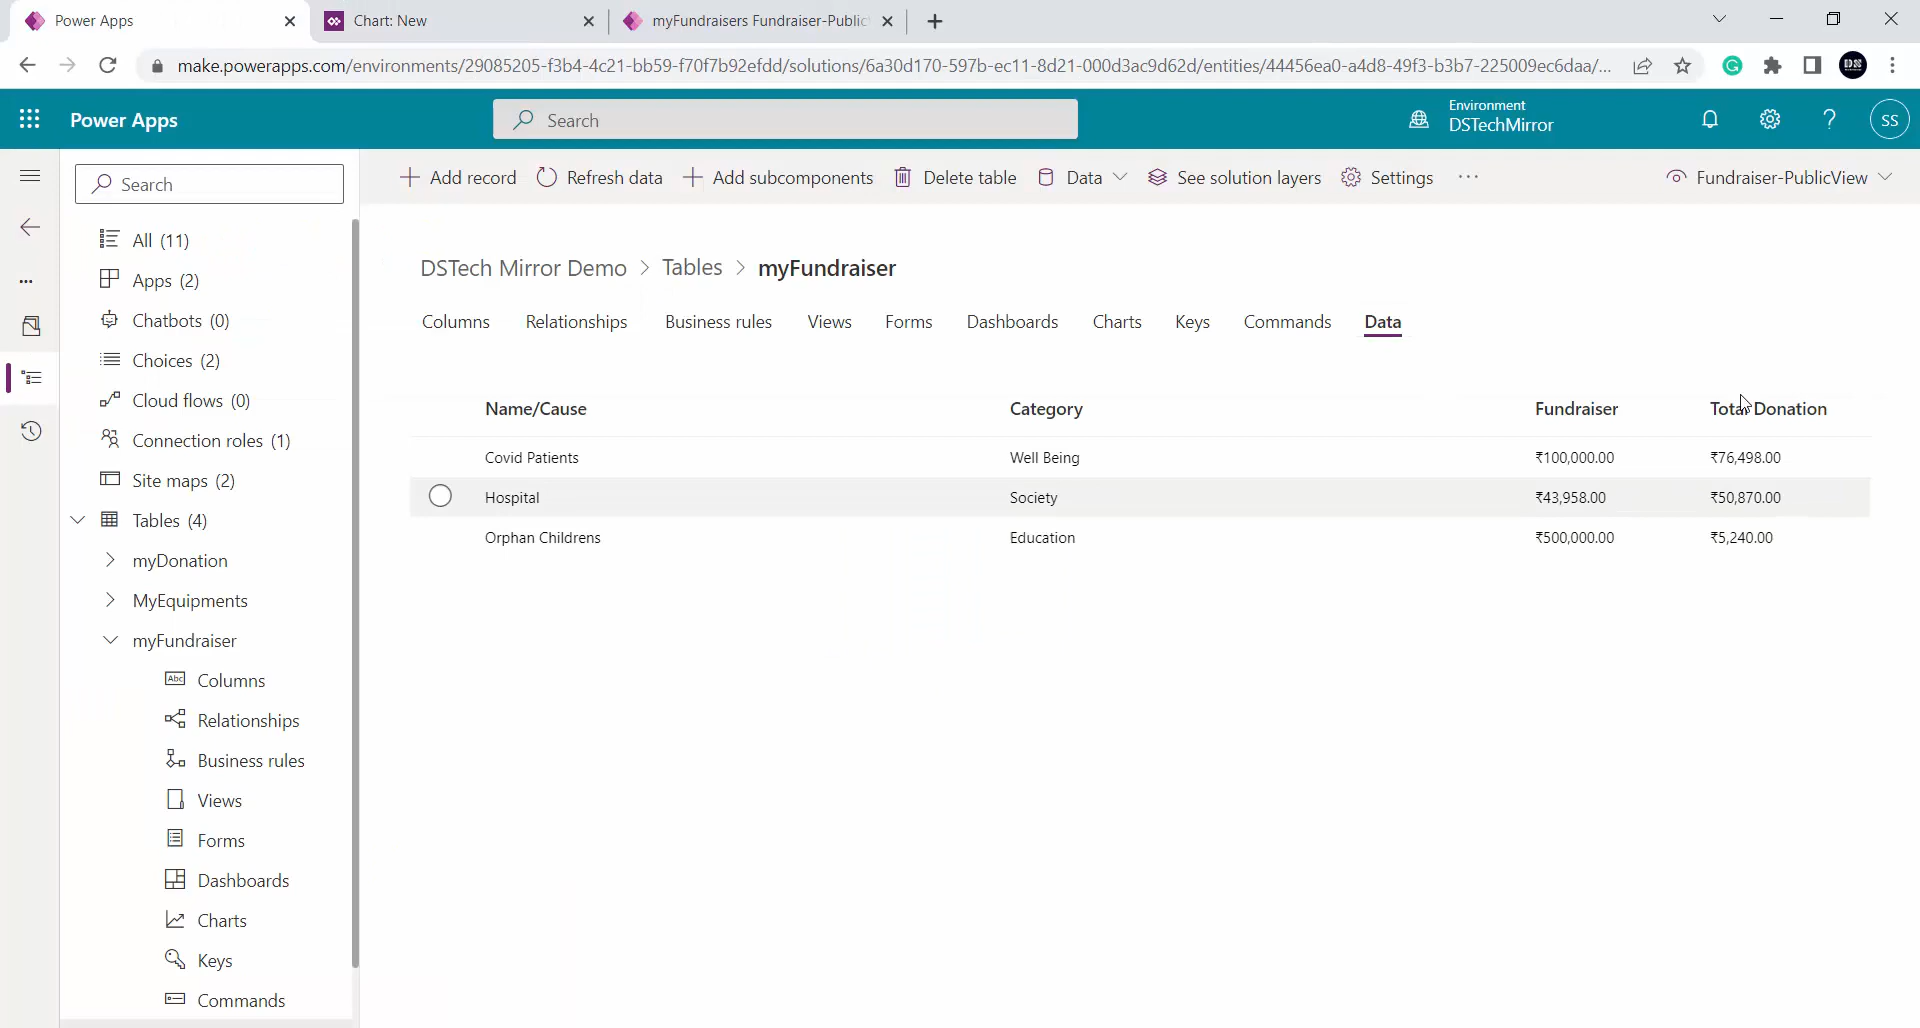 Power Apps
Chart: New
myFundraisers Fundraiser-Public
make.powerapps.com/environments/29085205-f3b4-4c21-bb59-f70f7b92efdd/solutions/6a30d170-597b-ec11-8d21-000d3ac9d62d/entities/44456ea0-a4d8-49f3-b3b7-225009ec6daa/...
Power Apps
Search
Environment
DSTechMirror
SS
Search
Add record
Refresh data
Add subcomponents
Delete table
Data
See solution layers
Settings
Fundraiser-PublicView
All (11)
Apps (2)
Chatbots (0)
Choices (2)
Cloud flows (0)
Connection roles (1)
Site maps (2)
Tables (4)
myDonation
MyEquipments
myFundraiser
Columns
Relationships
Business rules
Views
Forms
Dashboards
Charts
Keys
Commands
DSTech Mirror Demo > Tables > myFundraiser
Columns Relationships Business rules Views Forms Dashboards Charts Keys Commands Data
Name/Cause Category Fundraiser Total Donation
Covid Patients Well Being ₹100,000.00 ₹76,498.00
Hospital Society ₹43,958.00 ₹50,870.00
Orphan Childrens Education ₹500,000.00 ₹5,240.00